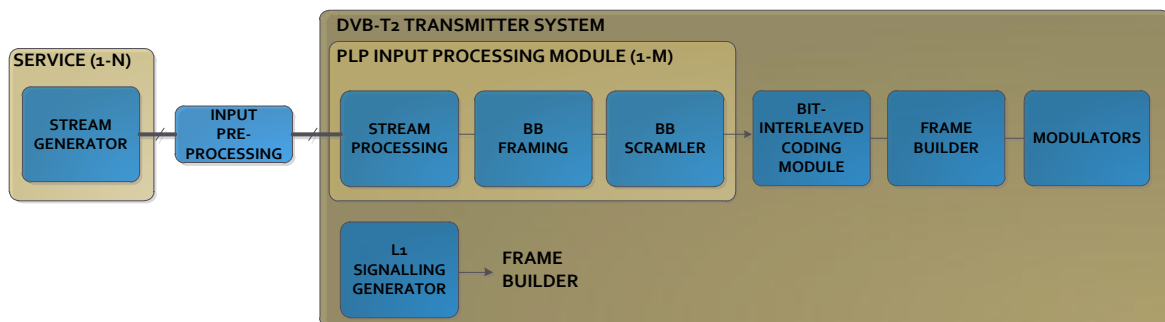 DVB-T2 TRANSMITTER SYSTEM
SERVICE (1-N)
PLP INPUT PROCESSING MODULE (1-M)
STREAM
GENERATOR
INPUT
PRE-
PROCESSING
STREAM
PROCESSING
BB
FRAMING
BB
SCRAMLER
BIT-
INTERLEAVED
CODING
MODULE
FRAME
BUILDER
MODULATORS
L1
SIGNALLING
GENERATOR
FRAME
BUILDER